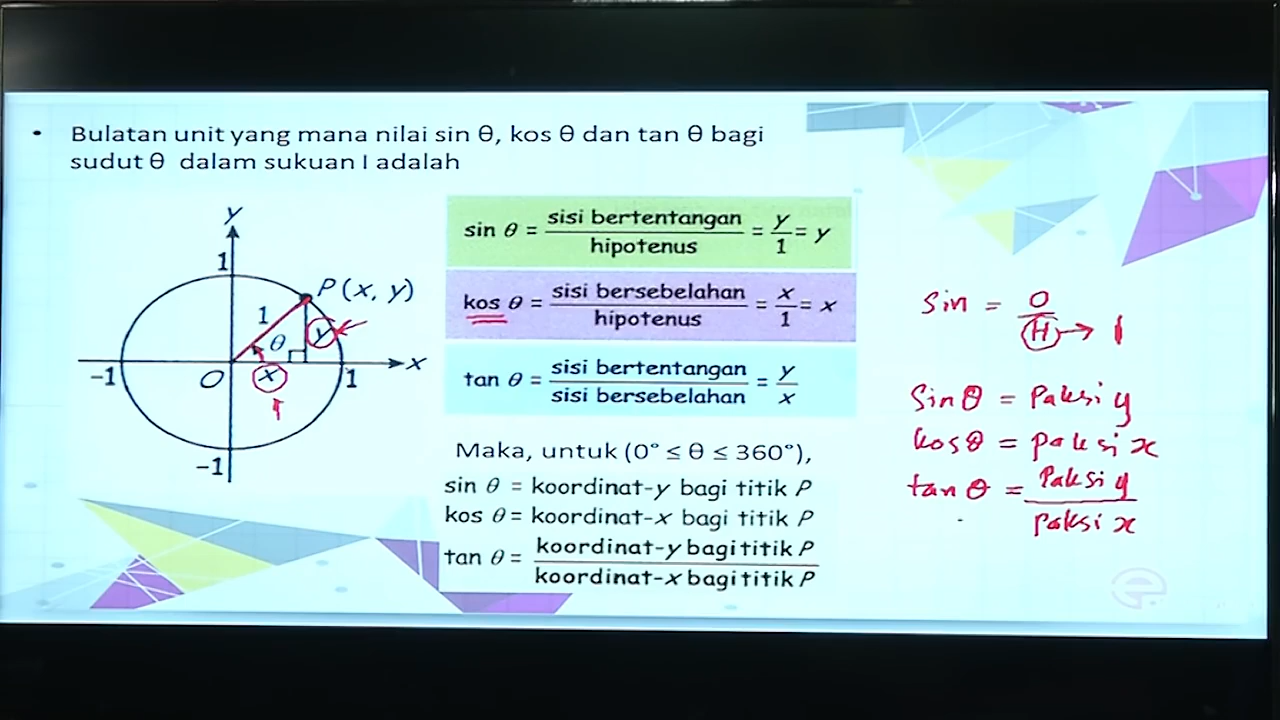 • Bulatan unit yang mana nilai sin θ, kos θ dan tan θ bagi
sudut θ dalam sukuan I adalah
y
1
P (x, y)
1
θ
y
-1
O
x
1
x
-1
sin θ = sisi bertentangan / hipotenus = y/1 = y
kos θ = sisi bersebelahan / hipotenus = x/1 = x
tan θ = sisi bertentangan / sisi bersebelahan = y/x
Maka, untuk (0° ≤ θ ≤ 360°),
sin θ = koordinat-y bagi titik P
kos θ = koordinat-x bagi titik P
tan θ = koordinat-y bagi titik P / koordinat-x bagi titik P
Sin = O / H → 1
Sin θ = Paksi y
kos θ = paksi x
tan θ = Paksi y / paksi x